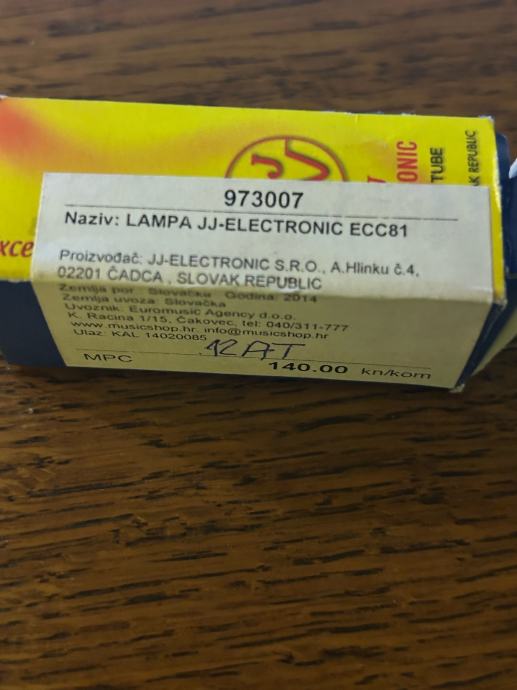 JJ
ONIC
TUBE
K REPUBLIC
973007
Naziv: LAMPA JJ-ELECTRONIC ECC81
Proizvođač: JJ-ELECTRONIC S.R.O., A.Hlinku č.4,
02201 ČADCA , SLOVAK REPUBLIC
Zemlja por.: Slovačka Godina: 2014
Zemlja uvoza: Slovačka
Uvoznik: Euromusic Agency d.o.o.
K. Racina 1/15, Čakovec, tel: 040/311-777
www.musicshop.hr, info@musicshop.hr
Ulaz: KAL 14020085
12AT
MPC 140.00 kn/kom